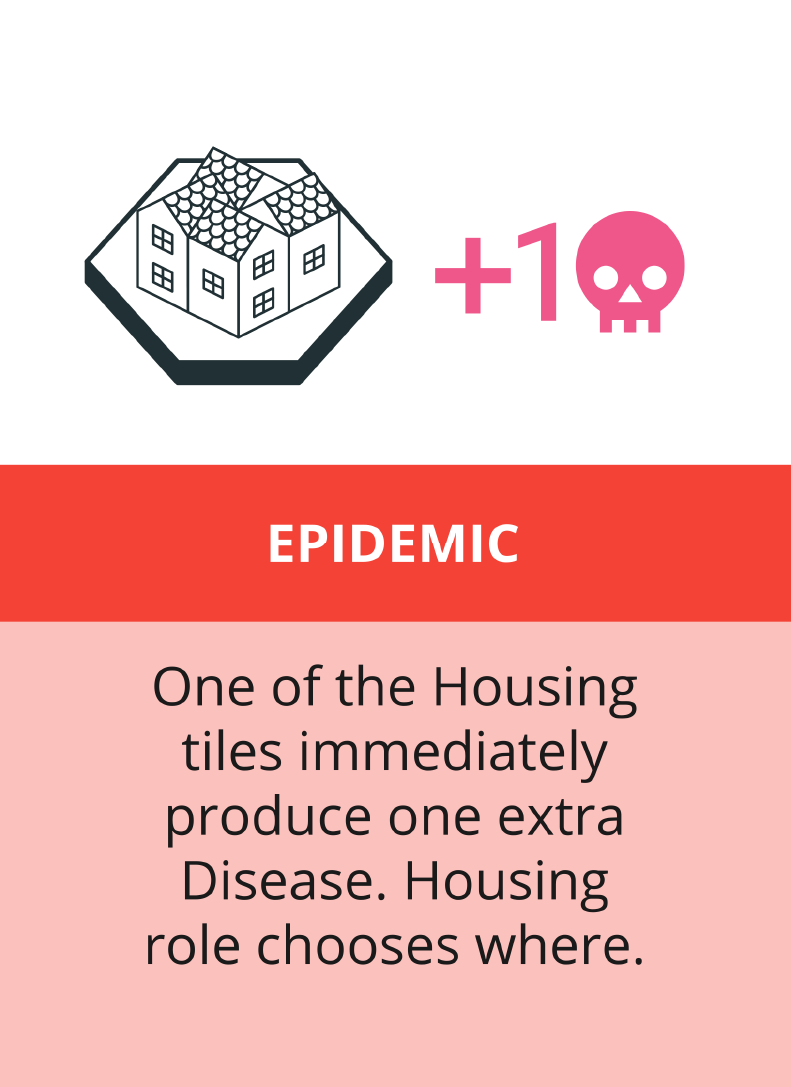 +1
EPIDEMIC
One of the Housing
tiles immediately
produce one extra
Disease. Housing
role chooses where.